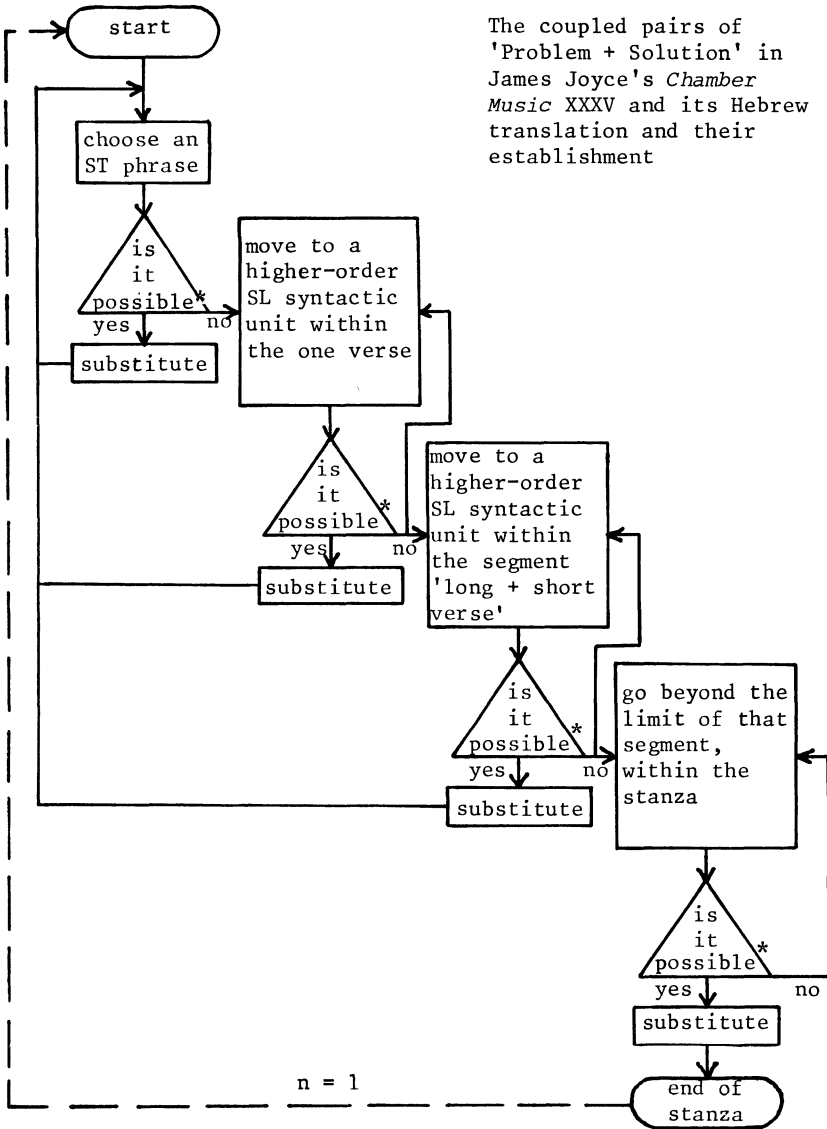 start
The coupled pairs of
'Problem + Solution' in
James Joyce's Chamber
Music XXXV and its Hebrew
translation and their
establishment
choose an
ST phrase
is
it
possible*
yes
no
substitute
move to a
higher-order
SL syntactic
unit within
the one verse
is
it
possible*
yes
no
substitute
move to a
higher-order
SL syntactic
unit within
the segment
'long + short
verse'
is
it
possible*
yes
no
substitute
go beyond the
limit of that
segment,
within the
stanza
is
it
possible*
yes
no
substitute
end of
stanza
n = 1